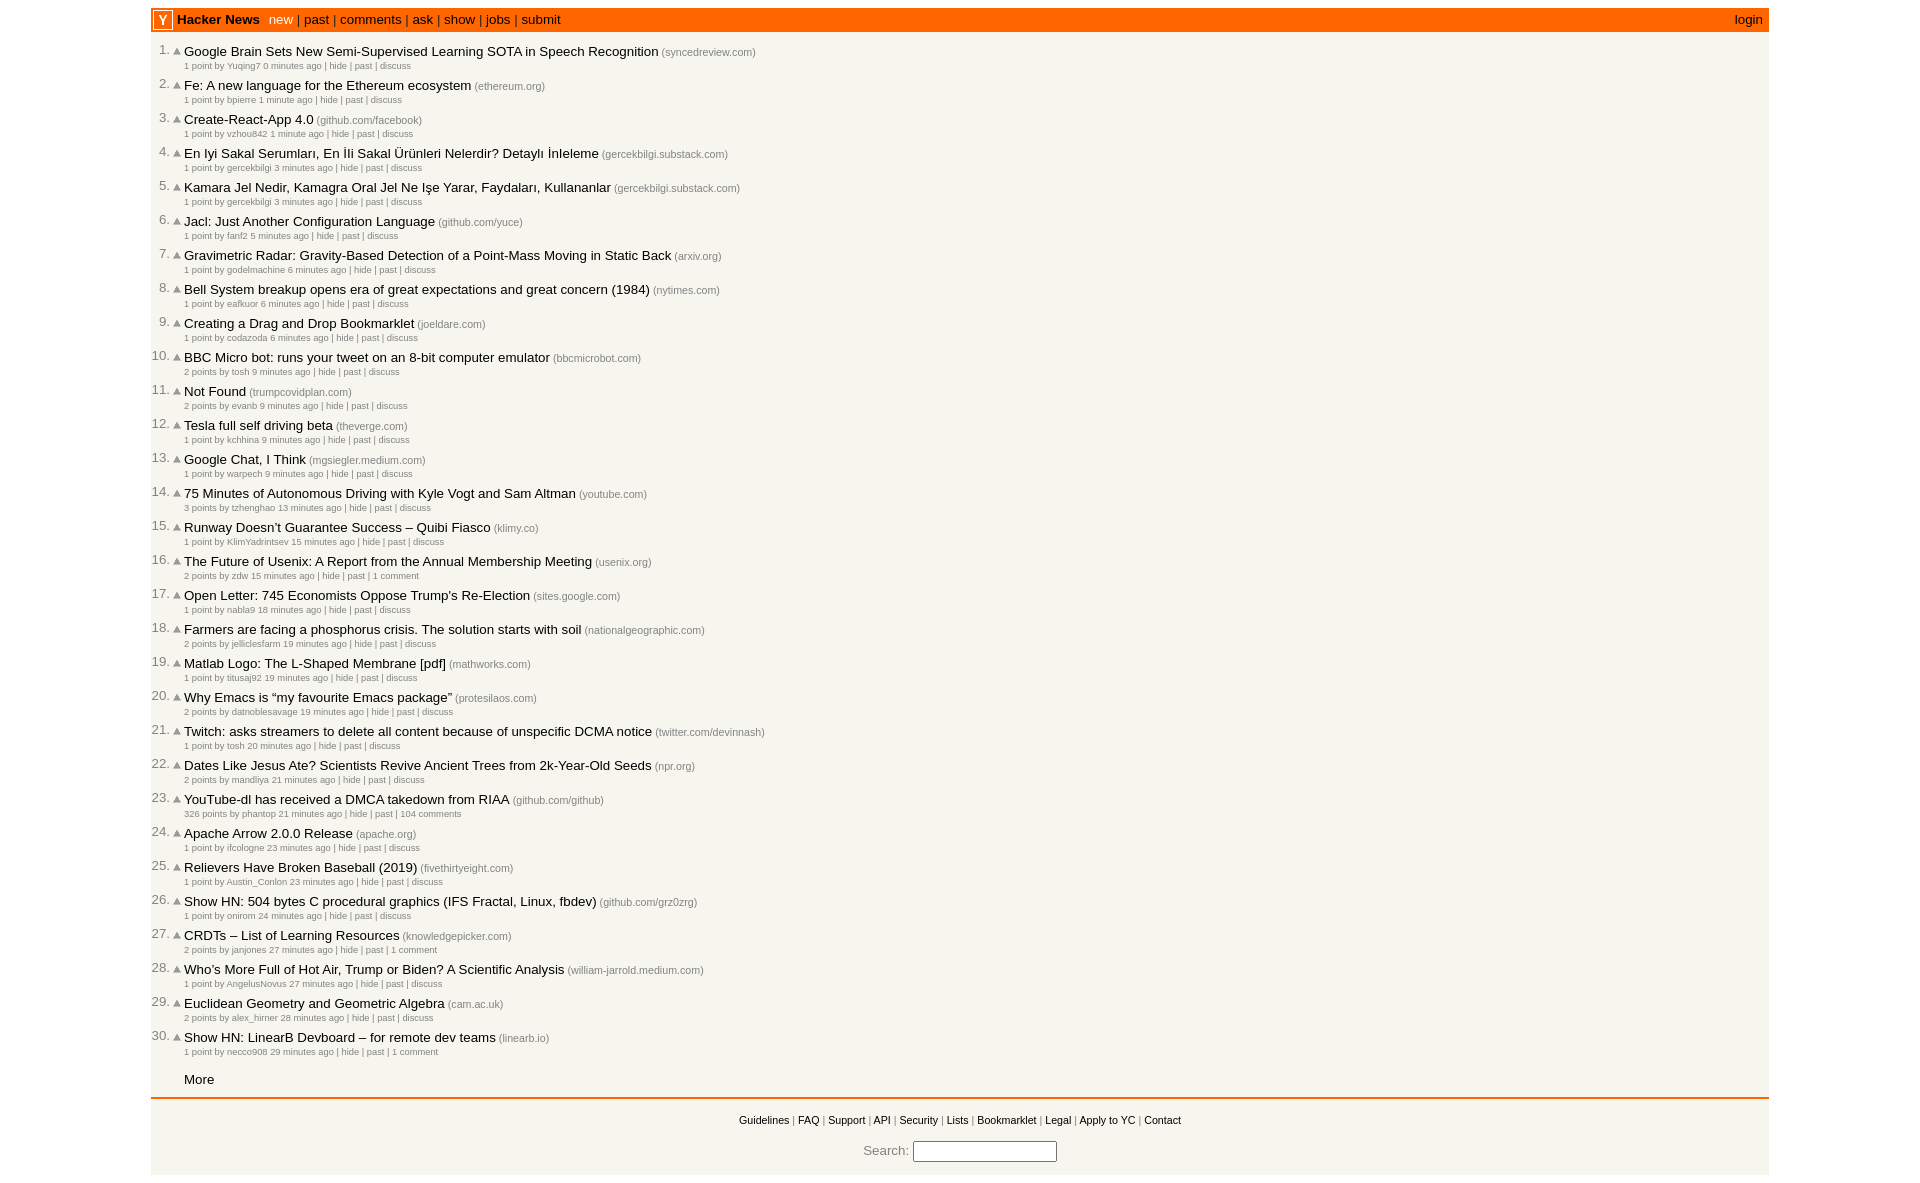 Y Hacker News new | past | comments | ask | show | jobs | submit login
1. Google Brain Sets New Semi-Supervised Learning SOTA in Speech Recognition (syncedreview.com)
1 point by Yuqing7 0 minutes ago | hide | past | discuss
2. Fe: A new language for the Ethereum ecosystem (ethereum.org)
1 point by bpierre 1 minute ago | hide | past | discuss
3. Create-React-App 4.0 (github.com/facebook)
1 point by vzhou842 1 minute ago | hide | past | discuss
4. En Iyi Sakal Serumları, En İIi Sakal Ürünleri Nelerdir? Detaylı İnIeleme (gercekbilgi.substack.com)
1 point by gercekbilgi 3 minutes ago | hide | past | discuss
5. Kamara Jel Nedir, Kamagra Oral Jel Ne Işe Yarar, Faydaları, Kullananlar (gercekbilgi.substack.com)
1 point by gercekbilgi 3 minutes ago | hide | past | discuss
6. Jacl: Just Another Configuration Language (github.com/yuce)
1 point by fanf2 5 minutes ago | hide | past | discuss
7. Gravimetric Radar: Gravity-Based Detection of a Point-Mass Moving in Static Back (arxiv.org)
1 point by godelmachine 6 minutes ago | hide | past | discuss
8. Bell System breakup opens era of great expectations and great concern (1984) (nytimes.com)
1 point by eafkuor 6 minutes ago | hide | past | discuss
9. Creating a Drag and Drop Bookmarklet (joeldare.com)
1 point by codazoda 6 minutes ago | hide | past | discuss
10. BBC Micro bot: runs your tweet on an 8-bit computer emulator (bbcmicrobot.com)
2 points by tosh 9 minutes ago | hide | past | discuss
11. Not Found (trumpcovidplan.com)
2 points by evanb 9 minutes ago | hide | past | discuss
12. Tesla full self driving beta (theverge.com)
1 point by kchhina 9 minutes ago | hide | past | discuss
13. Google Chat, I Think (mgsiegler.medium.com)
1 point by warpech 9 minutes ago | hide | past | discuss
14. 75 Minutes of Autonomous Driving with Kyle Vogt and Sam Altman (youtube.com)
3 points by tzhenghao 13 minutes ago | hide | past | discuss
15. Runway Doesn’t Guarantee Success – Quibi Fiasco (klimy.co)
1 point by KlimYadrintsev 15 minutes ago | hide | past | discuss
16. The Future of Usenix: A Report from the Annual Membership Meeting (usenix.org)
2 points by zdw 15 minutes ago | hide | past | 1 comment
17. Open Letter: 745 Economists Oppose Trump's Re-Election (sites.google.com)
1 point by nabla9 18 minutes ago | hide | past | discuss
18. Farmers are facing a phosphorus crisis. The solution starts with soil (nationalgeographic.com)
2 points by jelliclesfarm 19 minutes ago | hide | past | discuss
19. Matlab Logo: The L-Shaped Membrane [pdf] (mathworks.com)
1 point by titusaj92 19 minutes ago | hide | past | discuss
20. Why Emacs is “my favourite Emacs package” (protesilaos.com)
2 points by datnoblesavage 19 minutes ago | hide | past | discuss
21. Twitch: asks streamers to delete all content because of unspecific DCMA notice (twitter.com/devinnash)
1 point by tosh 20 minutes ago | hide | past | discuss
22. Dates Like Jesus Ate? Scientists Revive Ancient Trees from 2k-Year-Old Seeds (npr.org)
2 points by mandliya 21 minutes ago | hide | past | discuss
23. YouTube-dl has received a DMCA takedown from RIAA (github.com/github)
326 points by phantop 21 minutes ago | hide | past | 104 comments
24. Apache Arrow 2.0.0 Release (apache.org)
1 point by ifcologne 23 minutes ago | hide | past | discuss
25. Relievers Have Broken Baseball (2019) (fivethirtyeight.com)
1 point by Austin_Conlon 23 minutes ago | hide | past | discuss
26. Show HN: 504 bytes C procedural graphics (IFS Fractal, Linux, fbdev) (github.com/grz0zrg)
1 point by onirom 24 minutes ago | hide | past | discuss
27. CRDTs – List of Learning Resources (knowledgepicker.com)
2 points by janjones 27 minutes ago | hide | past | 1 comment
28. Who’s More Full of Hot Air, Trump or Biden? A Scientific Analysis (william-jarrold.medium.com)
1 point by AngelusNovus 27 minutes ago | hide | past | discuss
29. Euclidean Geometry and Geometric Algebra (cam.ac.uk)
2 points by alex_hirner 28 minutes ago | hide | past | discuss
30. Show HN: LinearB Devboard – for remote dev teams (linearb.io)
1 point by necco908 29 minutes ago | hide | past | 1 comment
More
Guidelines | FAQ | Support | API | Security | Lists | Bookmarklet | Legal | Apply to YC | Contact
Search: